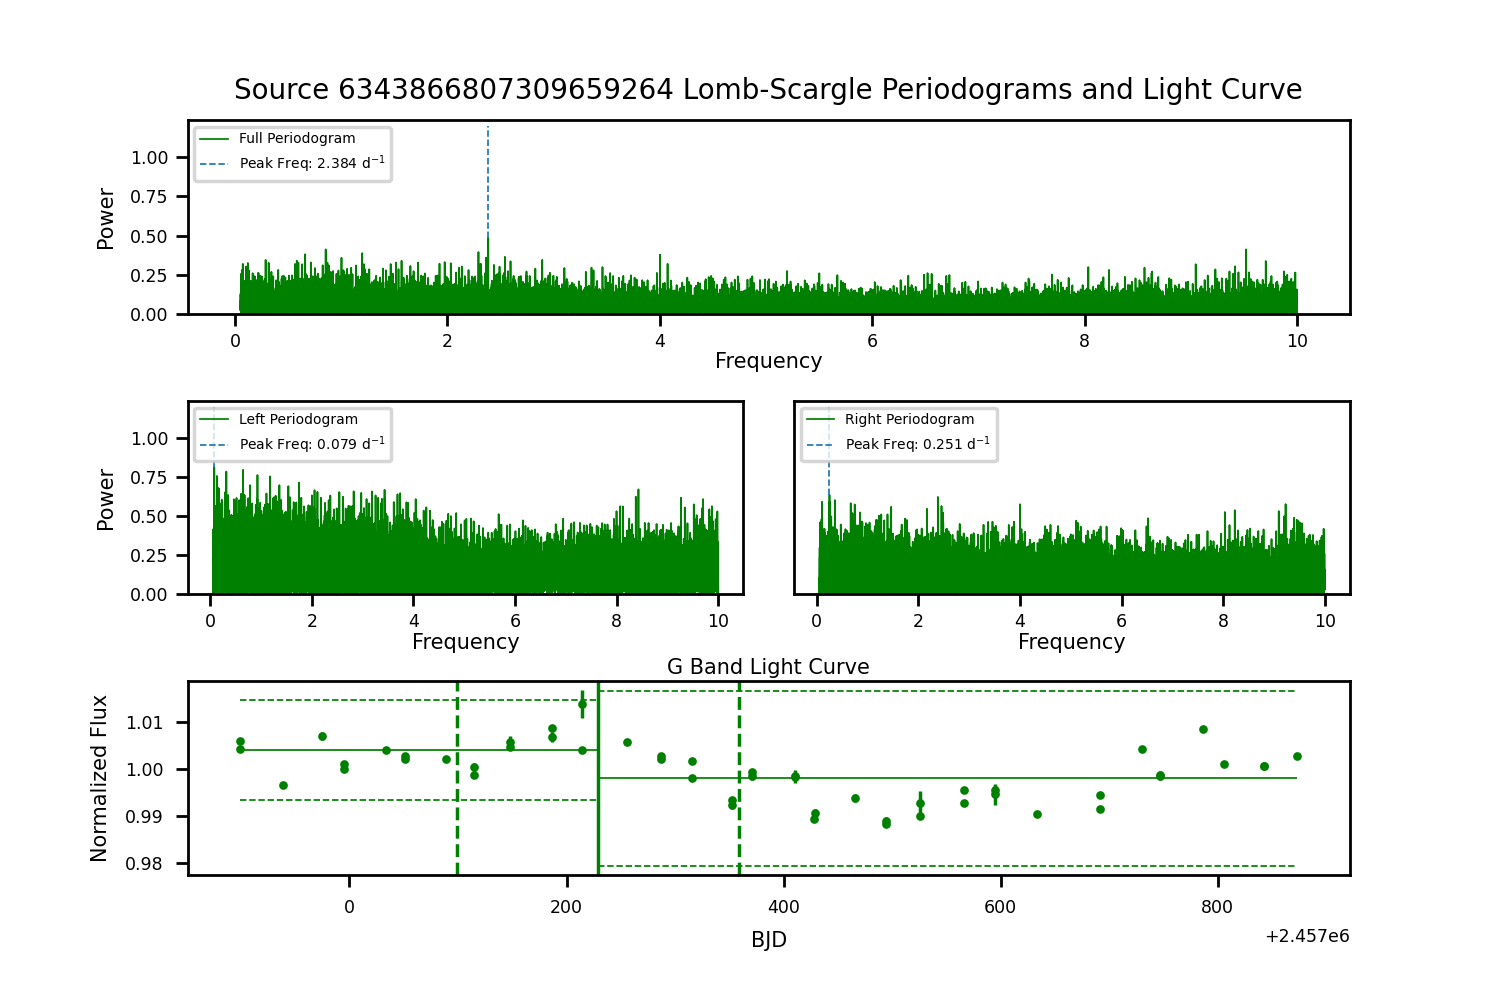 Source 6343866807309659264 Lomb-Scargle Periodograms and Light Curve
Full Periodogram
Peak Freq: 2.384 d⁻¹
Power
1.00
0.75
0.50
0.25
0.00
0 2 4 6 8 10
Frequency
Left Periodogram
Peak Freq: 0.079 d⁻¹
Power
1.00
0.75
0.50
0.25
0.00
0 2 4 6 8 10
Frequency
Right Periodogram
Peak Freq: 0.251 d⁻¹
0 2 4 6 8 10
Frequency
G Band Light Curve
Normalized Flux
1.01
1.00
0.99
0.98
0 200 400 600 800
BJD
+2.457e6